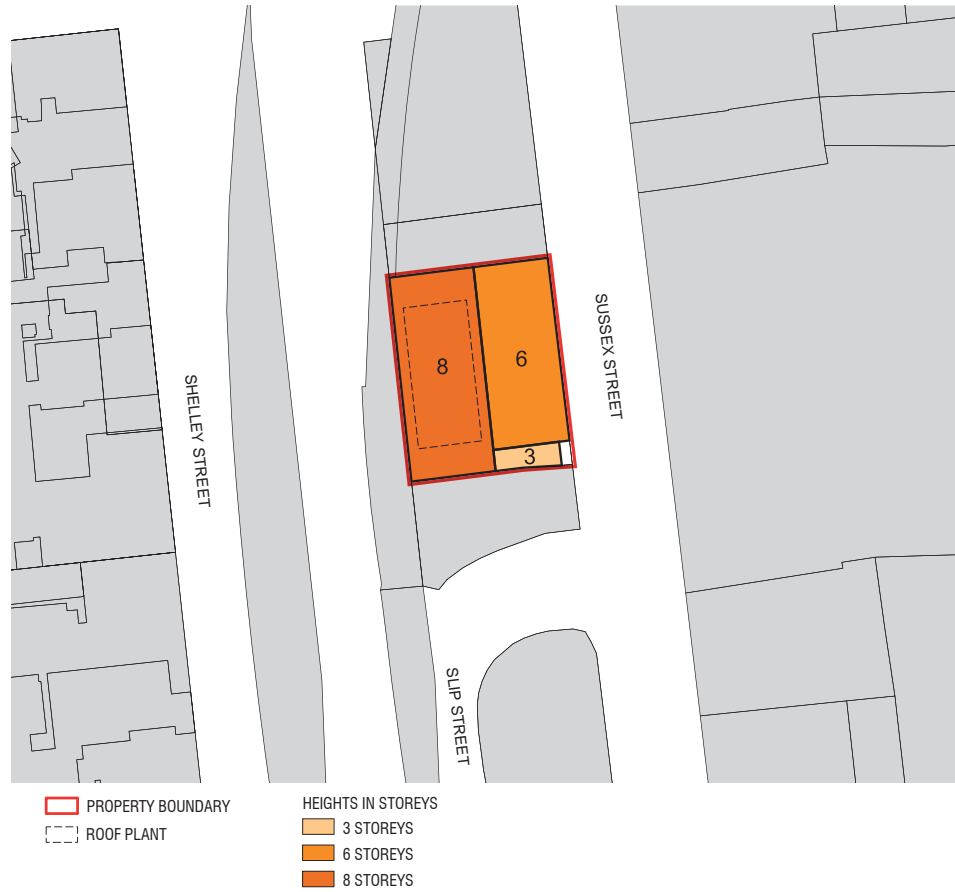 8
6
3
SUSSEX STREET
SHELLEY STREET
SLIP STREET
PROPERTY BOUNDARY
ROOF PLANT
HEIGHTS IN STOREYS
3 STOREYS
6 STOREYS
8 STOREYS